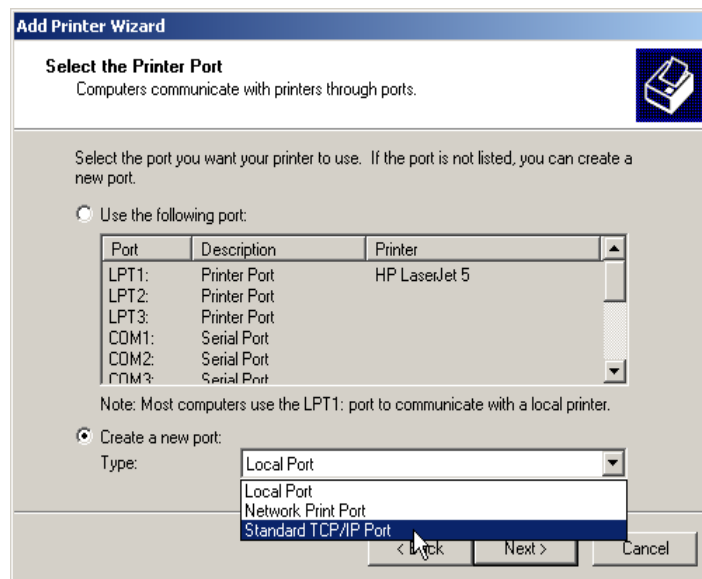 Add Printer Wizard
Select the Printer Port
Computers communicate with printers through ports.
Select the port you want your printer to use. If the port is not listed, you can create a
new port.
Use the following port:
Port Description Printer
LPT1: Printer Port HP LaserJet 5
LPT2: Printer Port
LPT3: Printer Port
COM1: Serial Port
COM2: Serial Port
COM3: Serial Port
Note: Most computers use the LPT1: port to communicate with a local printer.
Create a new port:
Type: Local Port
Local Port
Network Print Port
Standard TCP/IP Port
< Back Next > Cancel